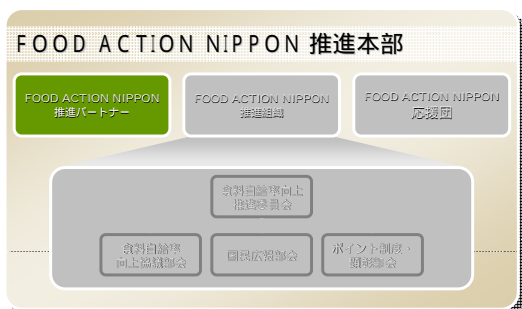 FOOD ACTION NIPPON 推進本部
FOOD ACTION NIPPON
推進パートナー
FOOD ACTION NIPPON
推進組織
FOOD ACTION NIPPON
応援団
食料自給率向上
推進委員会
食料自給率
向上協議部会
国民広報部会
ポイント制度・
顕彰部会